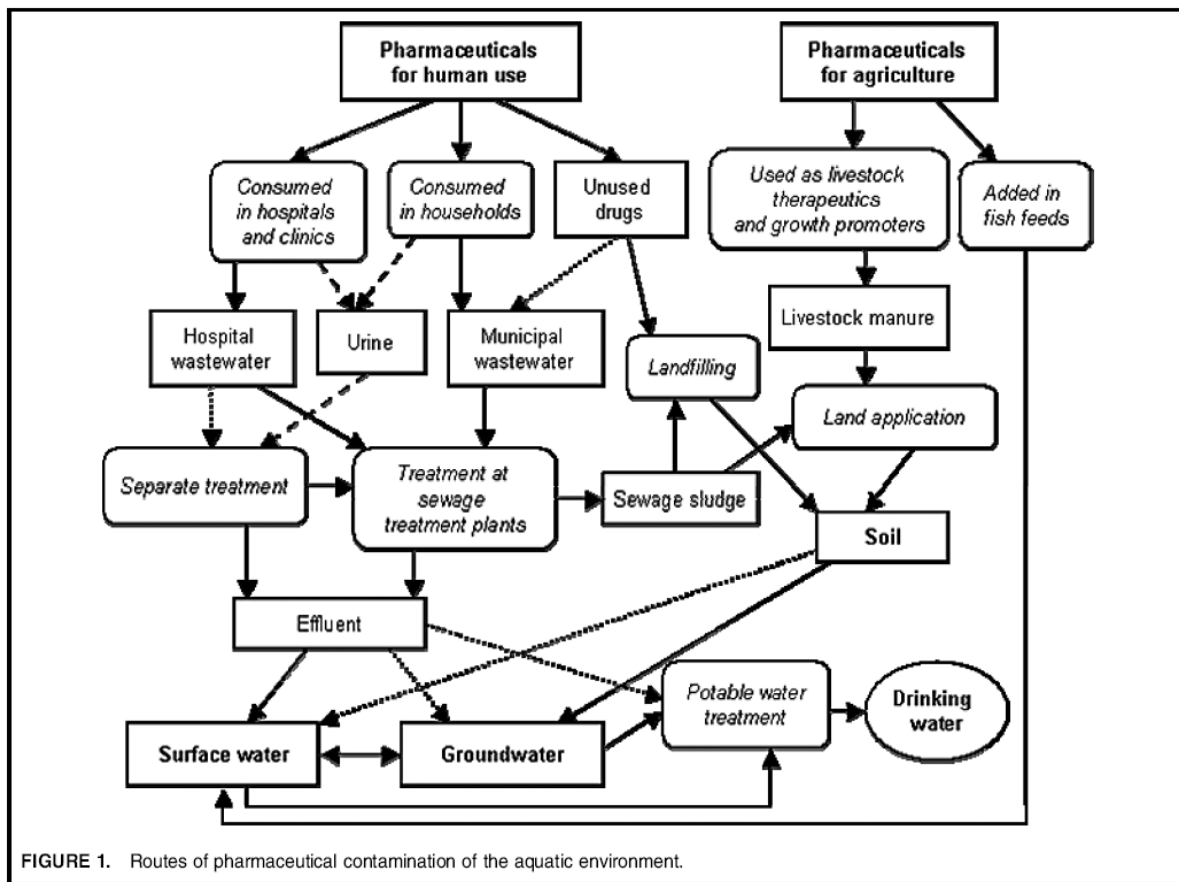 Pharmaceuticals
for human use
Pharmaceuticals
for agriculture
Consumed
in hospitals
and clinics
Consumed
in households
Unused
drugs
Used as livestock
therapeutics
and growth promoters
Added in
fish feeds
Hospital
wastewater
Urine
Municipal
wastewater
Landfilling
Livestock manure
Land application
Separate treatment
Treatment at
sewage
treatment plants
Sewage sludge
Soil
Effluent
Potable water
treatment
Drinking
water
Surface water
Groundwater
FIGURE 1. Routes of pharmaceutical contamination of the aquatic environment.